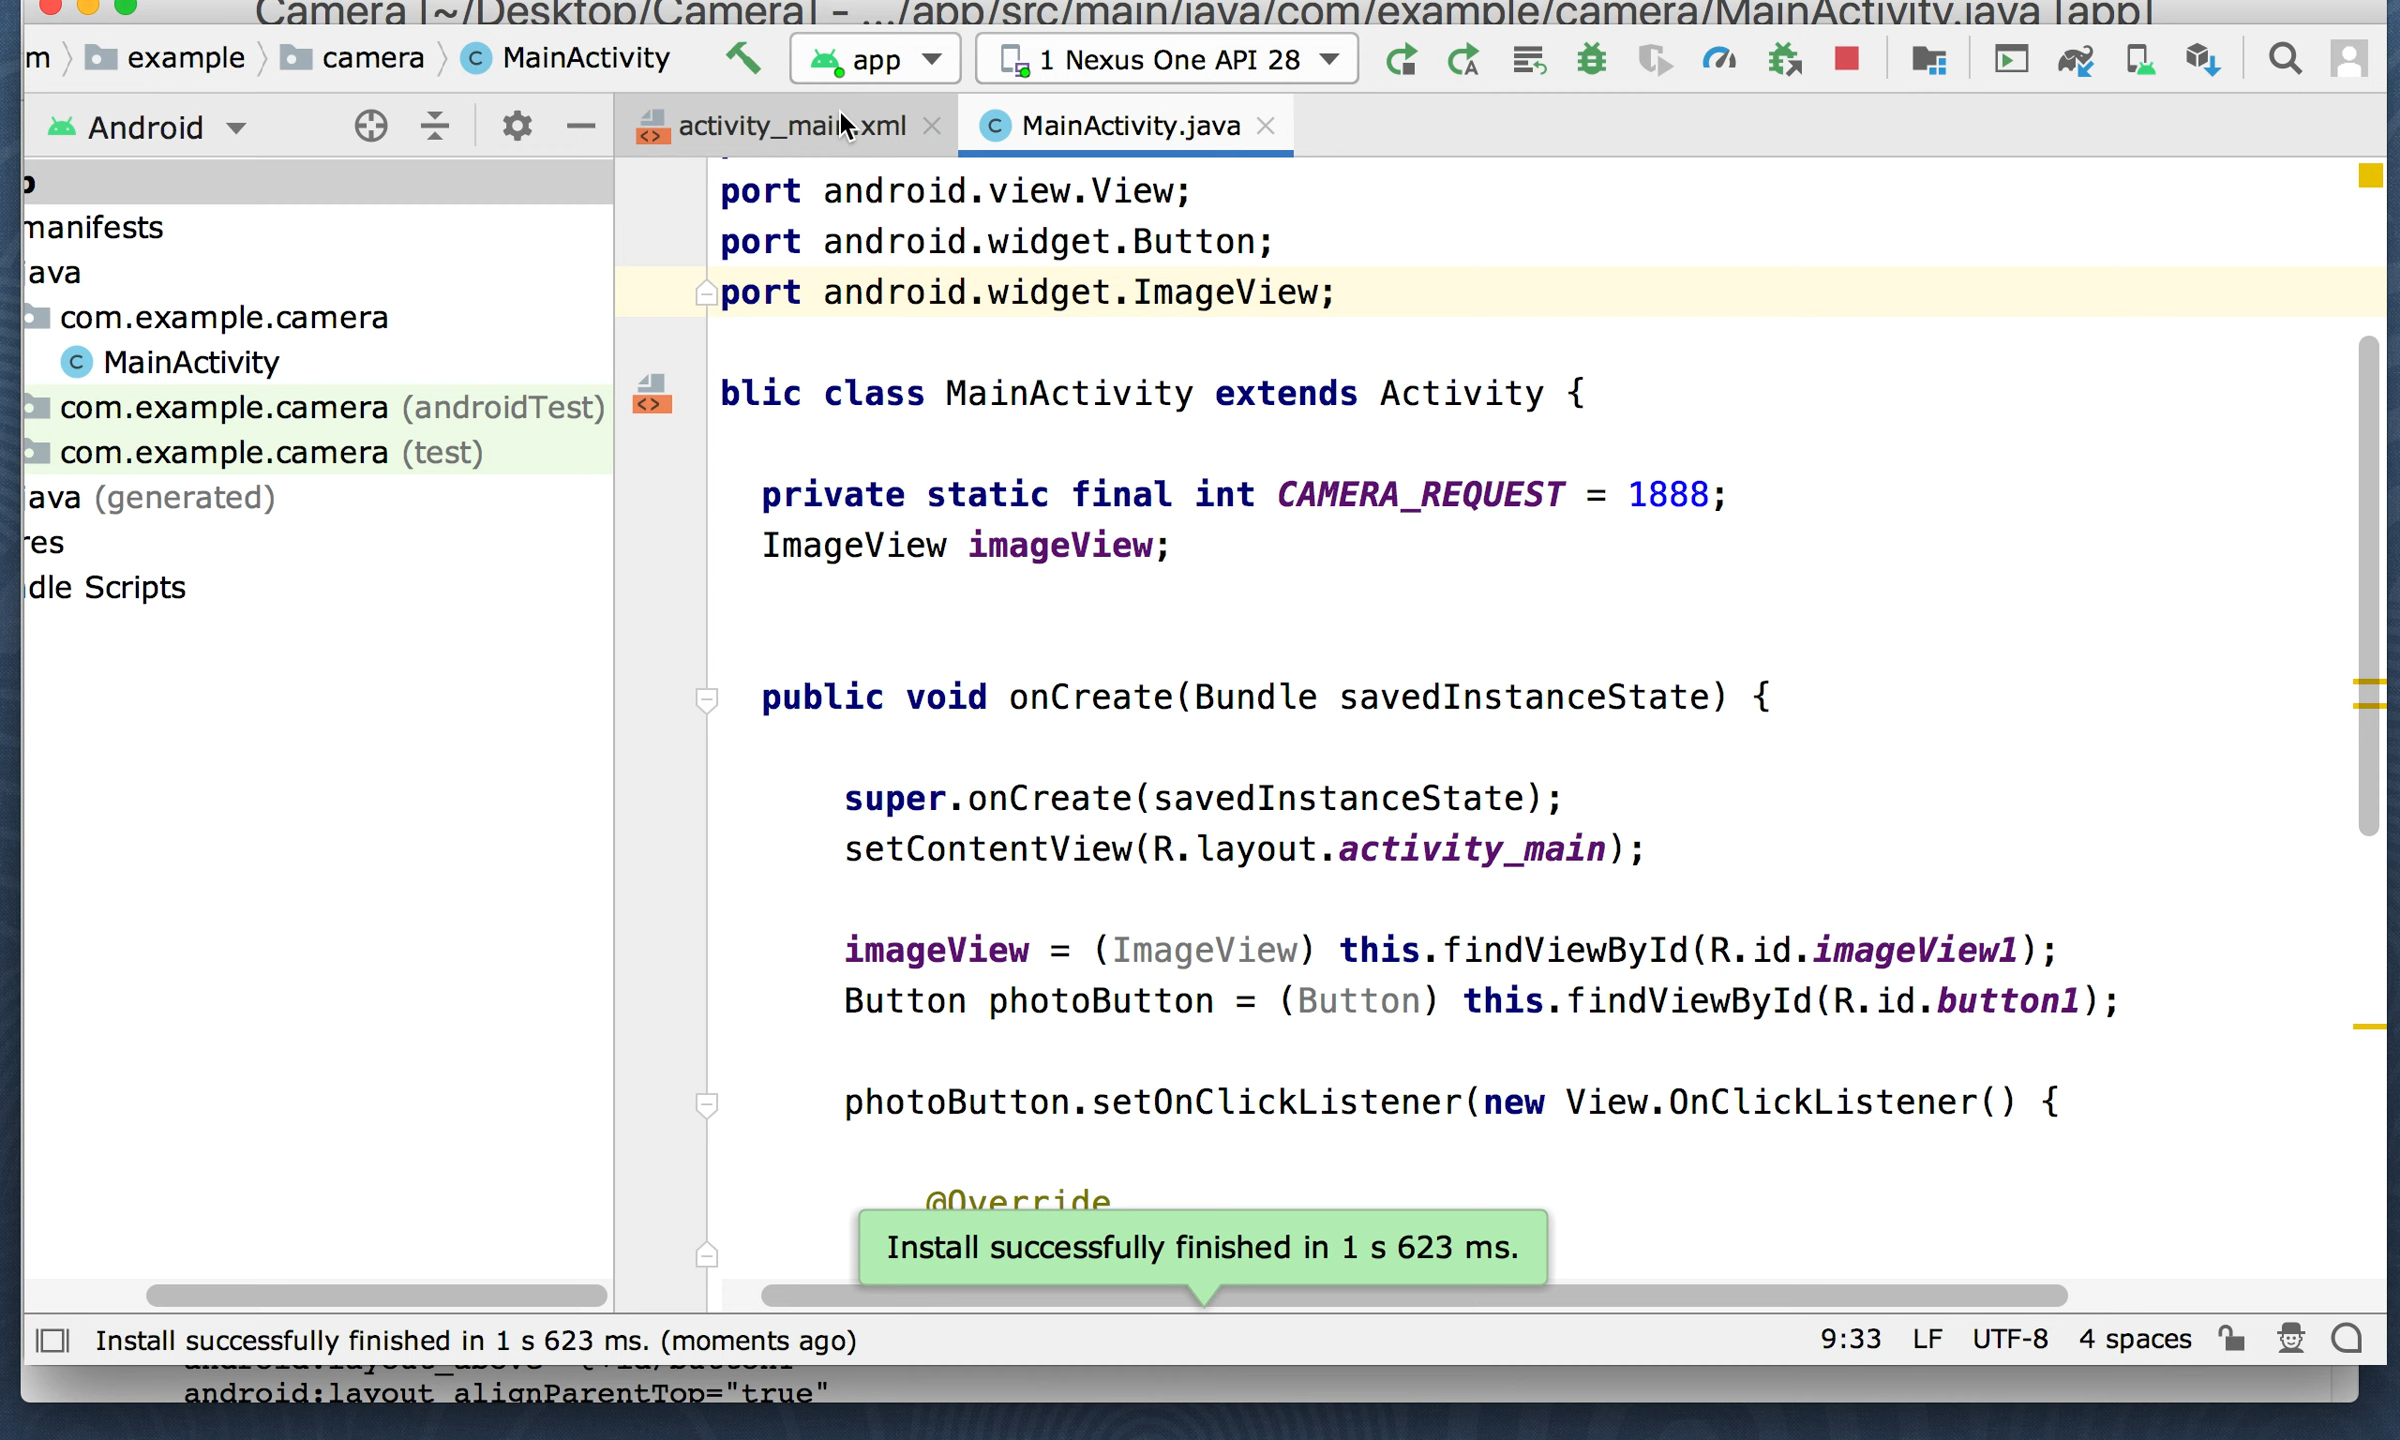 Camera [~/Desktop/Camera] - .../app/src/main/java/com/example/camera/MainActivity.java [app]
m example camera C MainActivity app 1 Nexus One API 28
Android activity_main.xml C MainActivity.java
manifests
ava
com.example.camera
C MainActivity
com.example.camera (androidTest)
com.example.camera (test)
ava (generated)
res
dle Scripts
port android.view.View;
port android.widget.Button;
port android.widget.ImageView;
blic class MainActivity extends Activity {
private static final int CAMERA_REQUEST = 1888;
ImageView imageView;
public void onCreate(Bundle savedInstanceState) {
super.onCreate(savedInstanceState);
setContentView(R.layout.activity_main);
imageView = (ImageView) this.findViewById(R.id.imageView1);
Button photoButton = (Button) this.findViewById(R.id.button1);
photoButton.setOnClickListener(new View.OnClickListener() {
@Override
Install successfully finished in 1 s 623 ms.
Install successfully finished in 1 s 623 ms. (moments ago) 9:33 LF UTF-8 4 spaces
android:layout_alignParentTop="true"